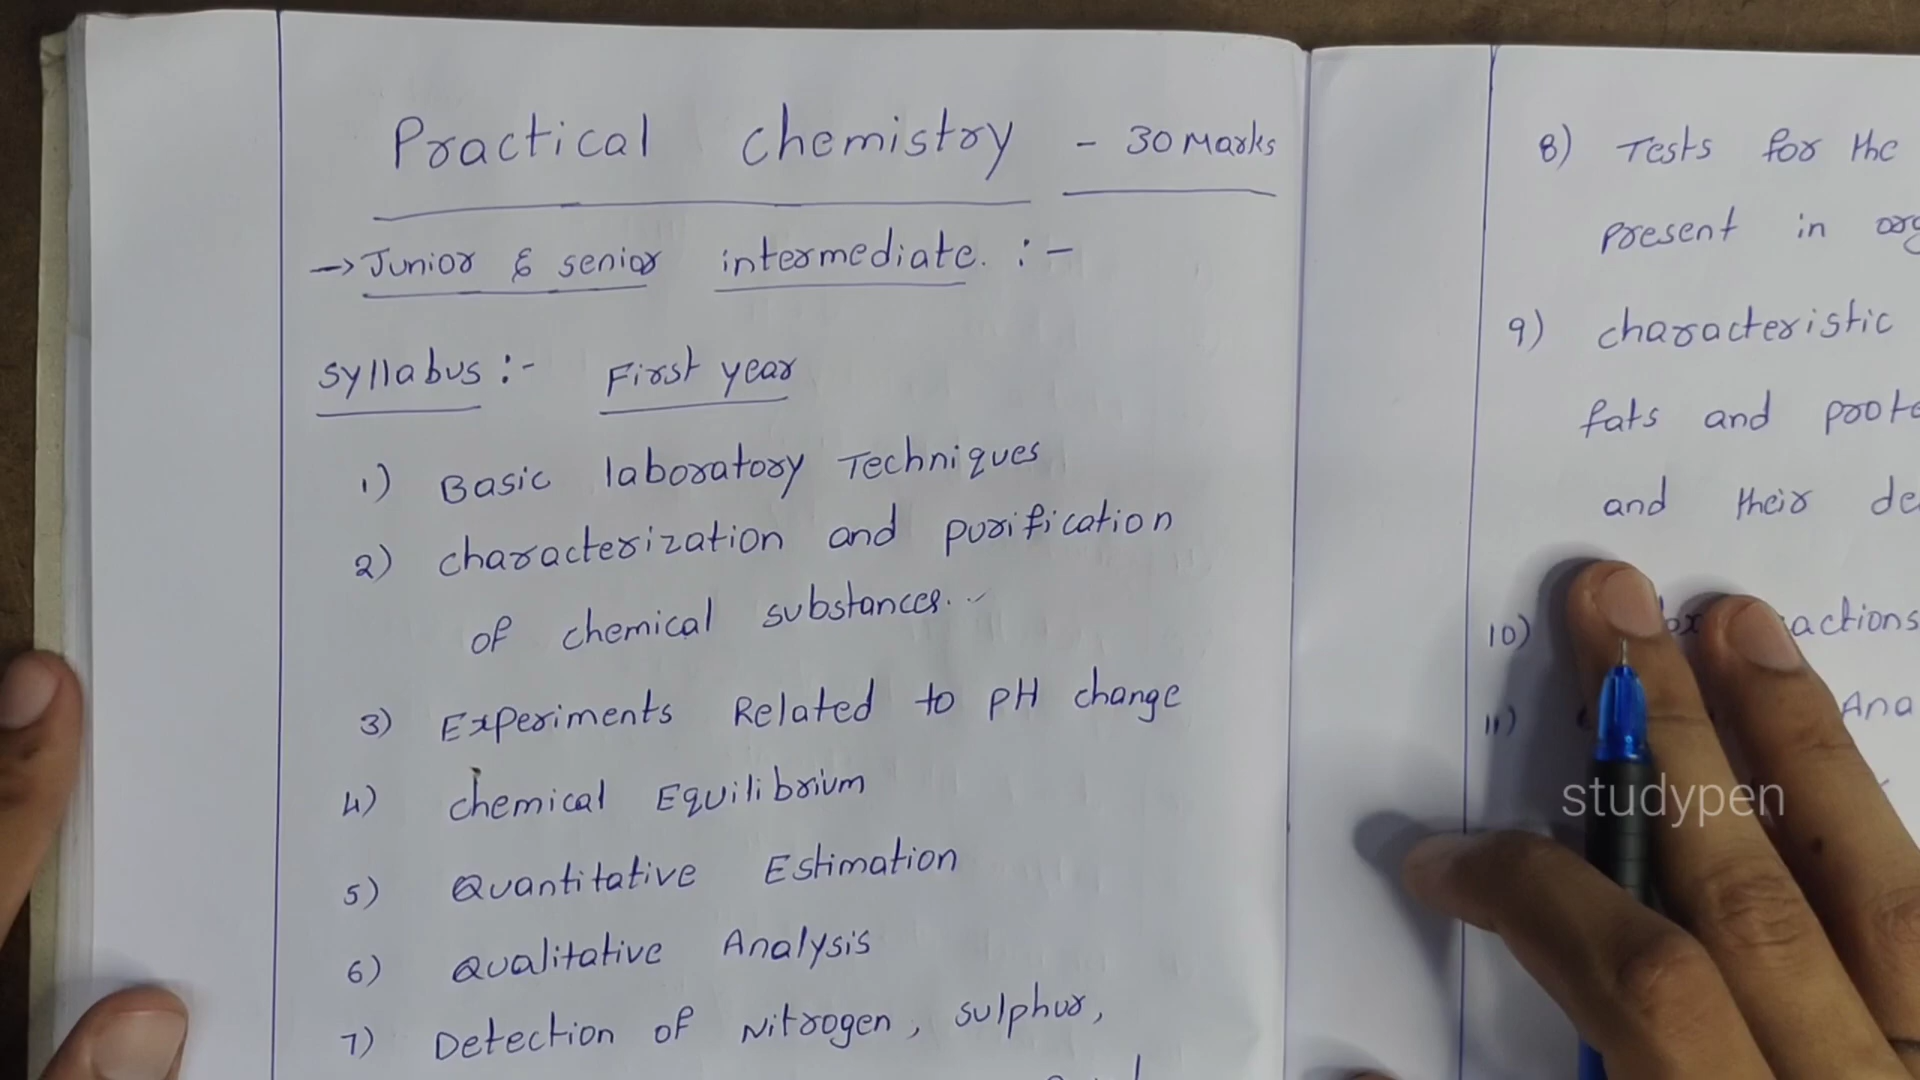 Practical chemistry - 30 Marks
→ Junior & senior intermediate. :-
Syllabus :- First year
1) Basic laboratory Techniques
2) characterization and purification
of chemical substances.
3) Experiments Related to pH change
4) chemical Equilibrium
5) Quantitative Estimation
6) Qualitative Analysis
7) Detection of Nitrogen, sulphur,
8) Tests for the
present in
9) characteristic
fats and
and their
10)
11)
studypen